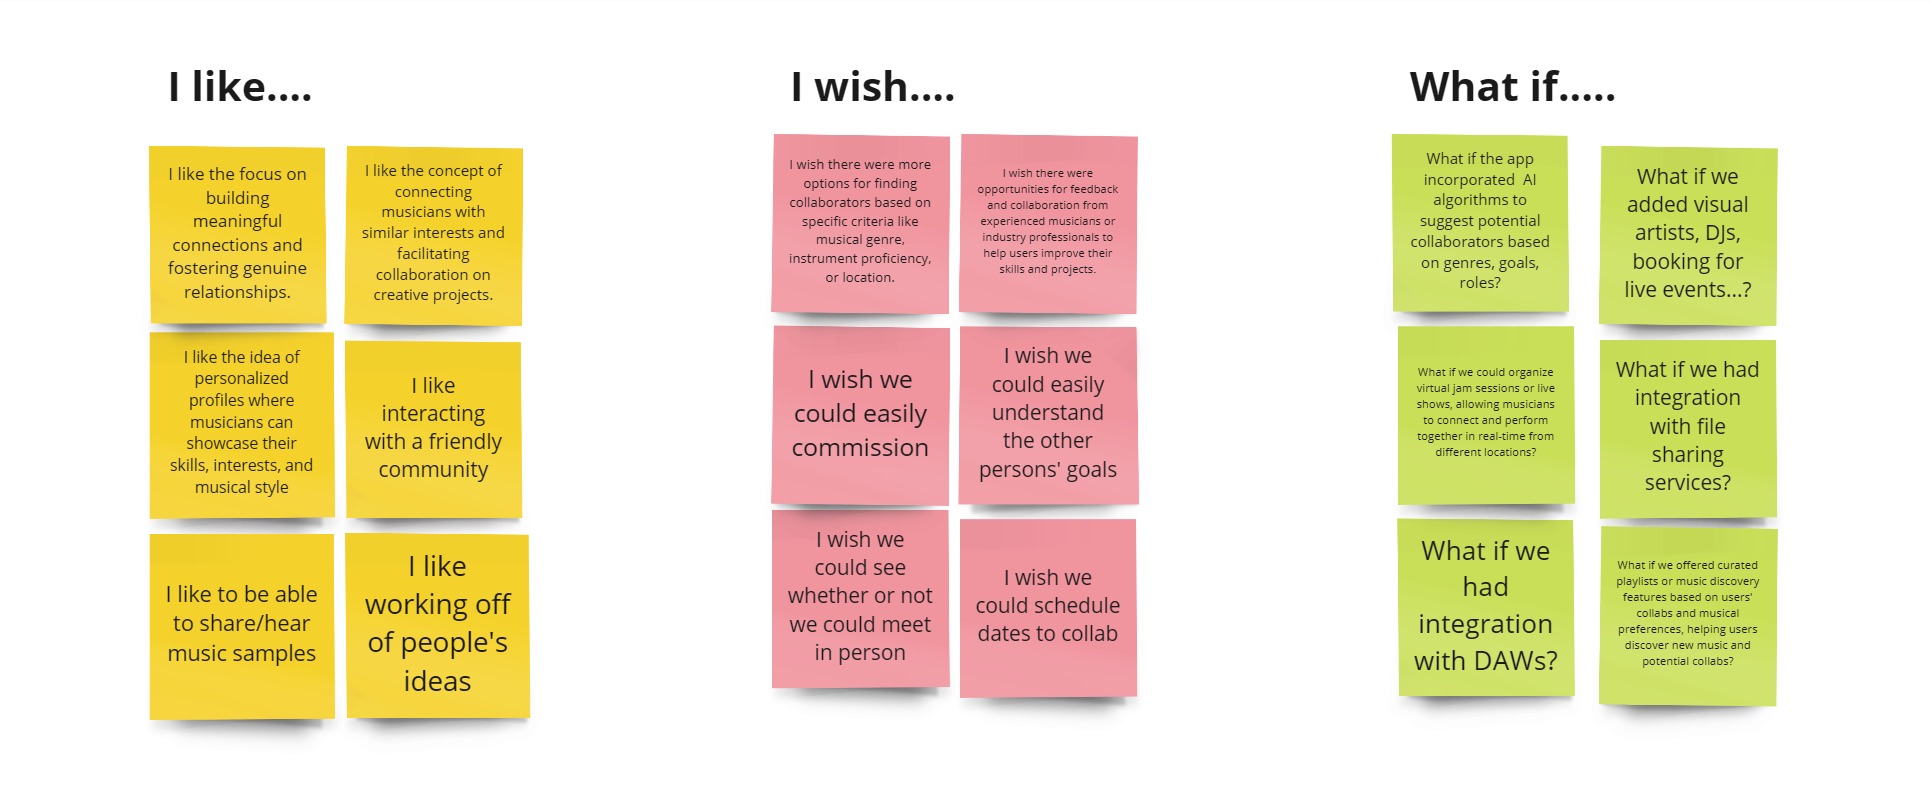 I like....
I like the focus on
building
meaningful
connections and
fostering genuine
relationships.
I like the concept of
connecting
musicians with
similar interests and
facilitating
collaboration on
creative projects.
I like the idea of
personalized
profiles where
musicians can
showcase their
skills, interests, and
musical style
I like
interacting
with a friendly
community
I like to be able
to share/hear
music samples
I like
working off
of people's
ideas
I wish....
I wish there were more
options for finding
collaborators based on
specific criteria like
musical genre,
instrument proficiency,
or location.
I wish there were
opportunities for feedback
and collaboration from
experienced musicians or
industry professionals to
help users improve their
skills and projects.
I wish we
could easily
commission
I wish we
could easily
understand
the other
persons' goals
I wish we
could see
whether or not
we could meet
in person
I wish we
could schedule
dates to collab
What if.....
What if the app
incorporated  AI
algorithms to
suggest potential
collaborators based
on genres, goals,
roles?
What if we
added visual
artists, DJs,
booking for
live events...?
What if we could organize
virtual jam sessions or live
shows, allowing musicians
to connect and perform
together in real-time from
different locations?
What if we had
integration
with file
sharing
services?
What if we
had
integration
with DAWs?
What if we offered curated
playlists or music discovery
features based on users'
collabs and musical
preferences, helping users
discover new music and
potential collabs?